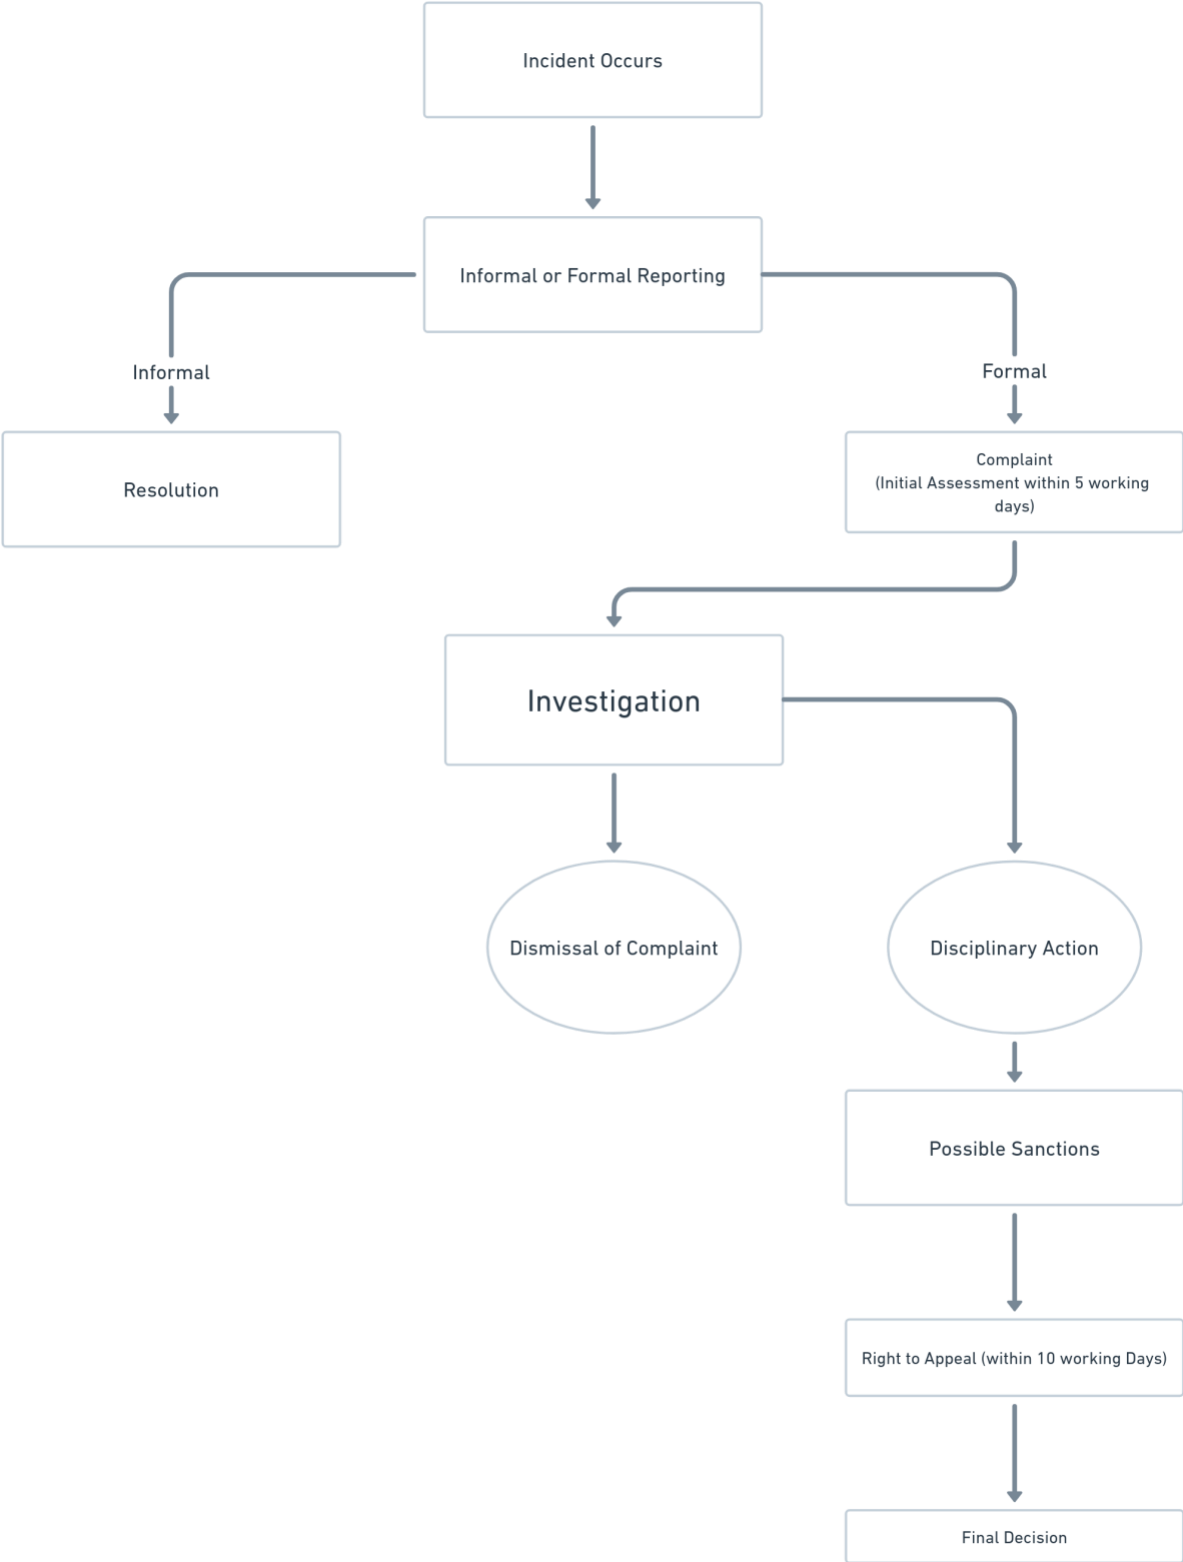 Incident Occurs
Informal or Formal Reporting
Informal
Formal
Resolution
Complaint
(Initial Assessment within 5 working
days)
Investigation
Dismissal of Complaint
Disciplinary Action
Possible Sanctions
Right to Appeal (within 10 working Days)
Final Decision